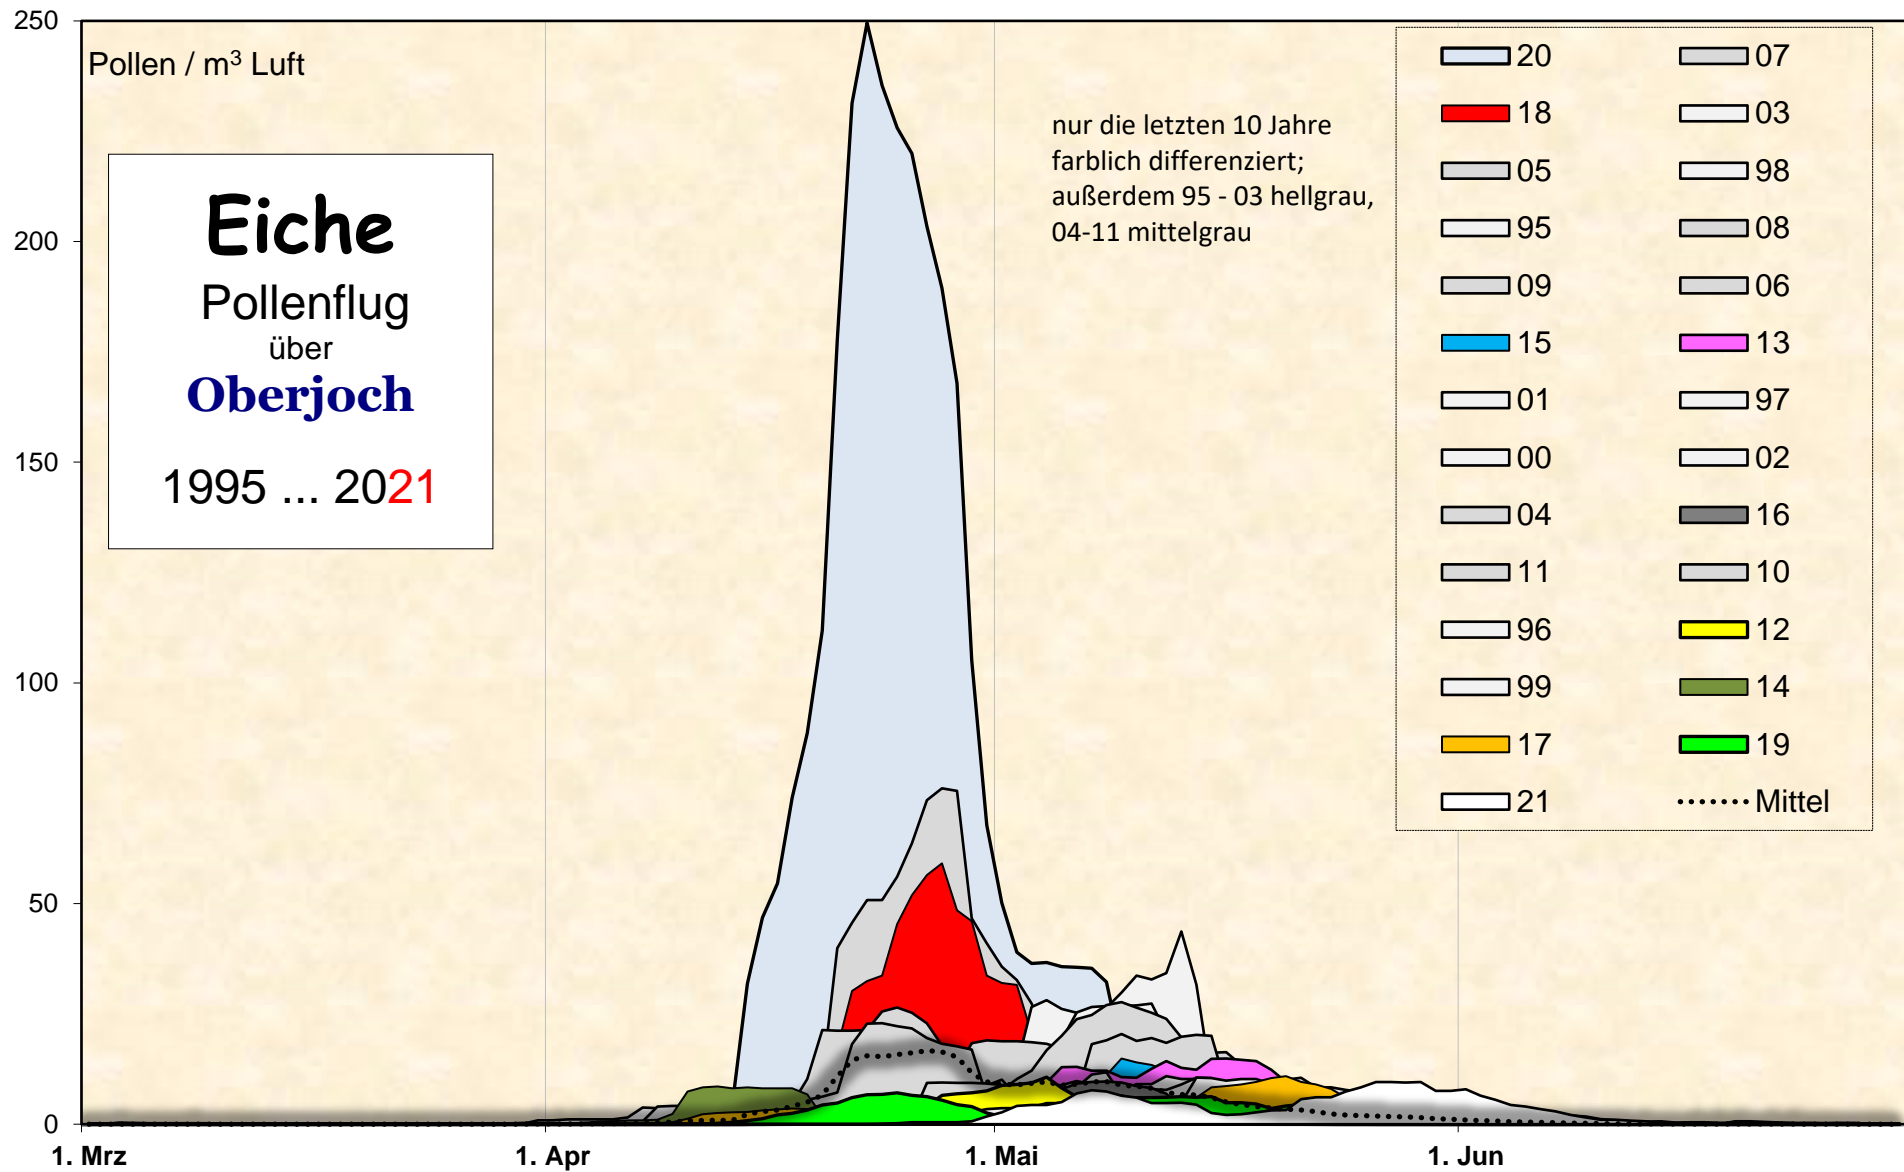 250
200
150
100
50
0
Pollen / m³ Luft
Eiche
Pollenflug
über
Oberjoch
1995 ... 2021
nur die letzten 10 Jahre
farblich differenziert;
außerdem 95 - 03 hellgrau,
04-11 mittelgrau
20 07
18 03
05 98
95 08
09 06
15 13
01 97
00 02
04 16
11 10
96 12
99 14
17 19
21 Mittel
1. Mrz 1. Apr 1. Mai 1. Jun